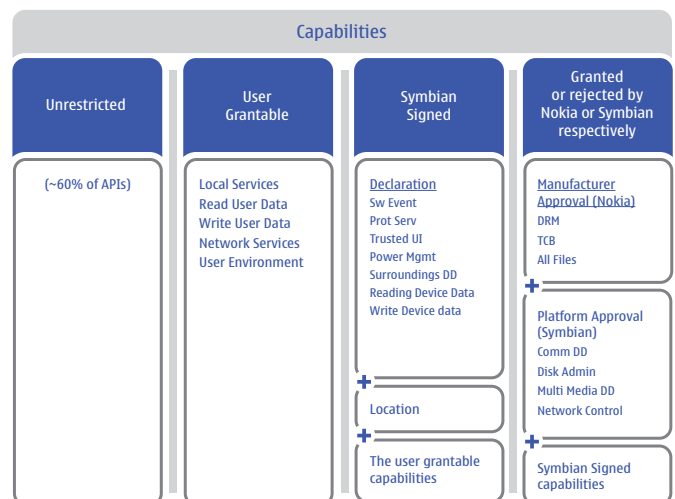 Capabilities
Unrestricted
User
Grantable
Symbian
Signed
Granted
or rejected by
Nokia or Symbian
respectively
(~60% of APIs)
Local Services
Read User Data
Write User Data
Network Services
User Environment
Declaration
Sw Event
Prot Serv
Trusted UI
Power Mgmt
Surroundings DD
Reading Device Data
Write Device data
+
Location
+
The user grantable
capabilities
Manufacturer
Approval (Nokia)
DRM
TCB
All Files
+
Platform Approval
(Symbian)
Comm DD
Disk Admin
Multi Media DD
Network Control
+
Symbian Signed
capabilities